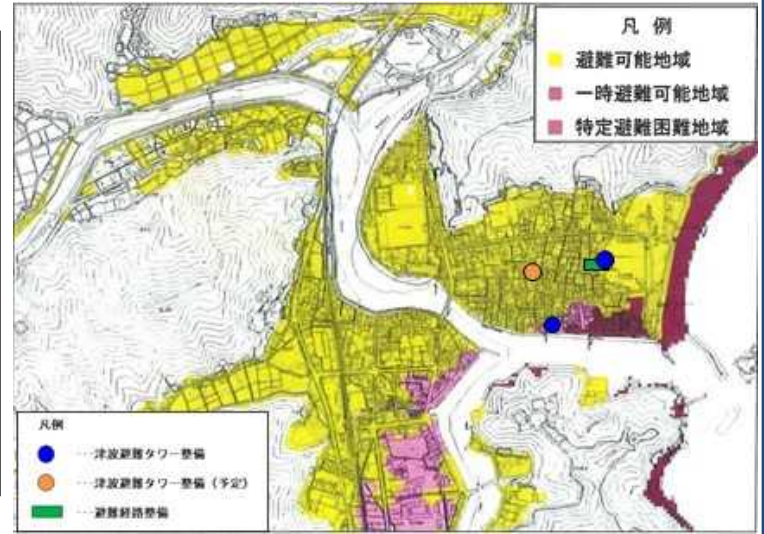 凡 例
避難可能地域
一時避難可能地域
特定避難困難地域
凡例
…津波避難タワー整備
…津波避難タワー整備（予定）
…避難経路整備